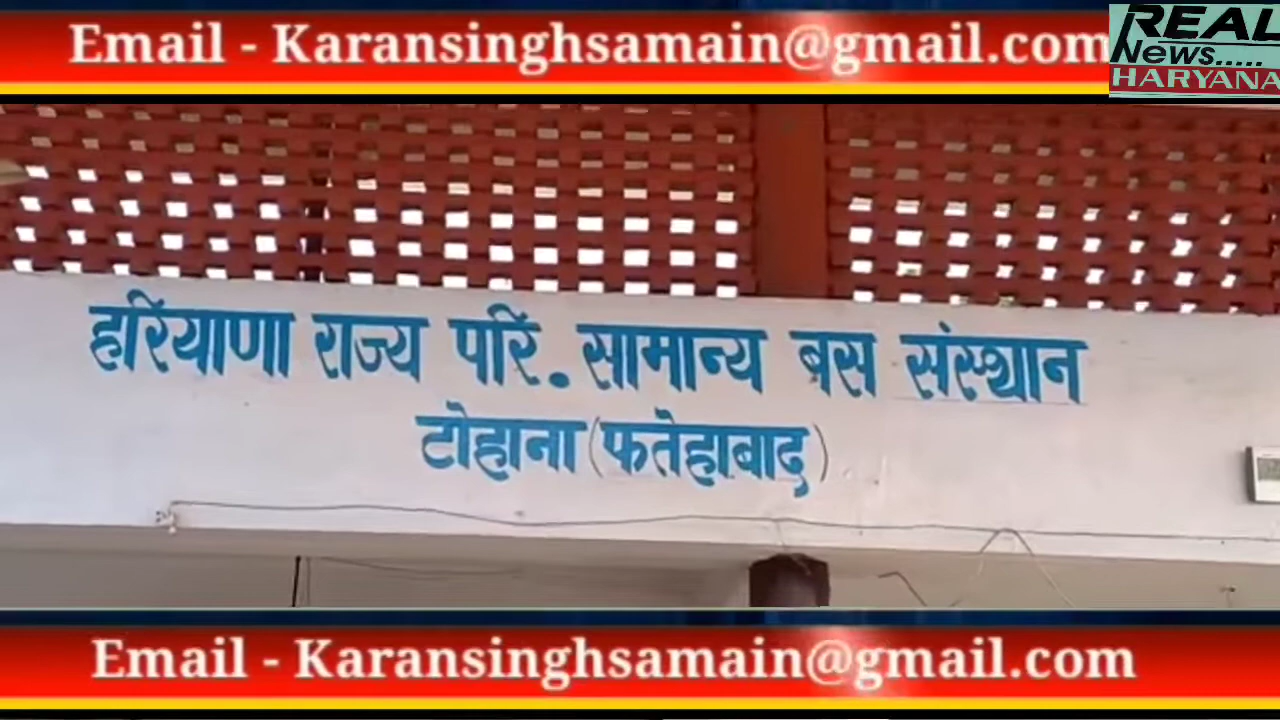 Email - Karansinghsamain@gmail.com
REAL
News.....
HARYANA
हरियाणा राज्य परि. सामान्य बस संस्थान
टोहाना (फतेहाबाद)
Email - Karansinghsamain@gmail.com